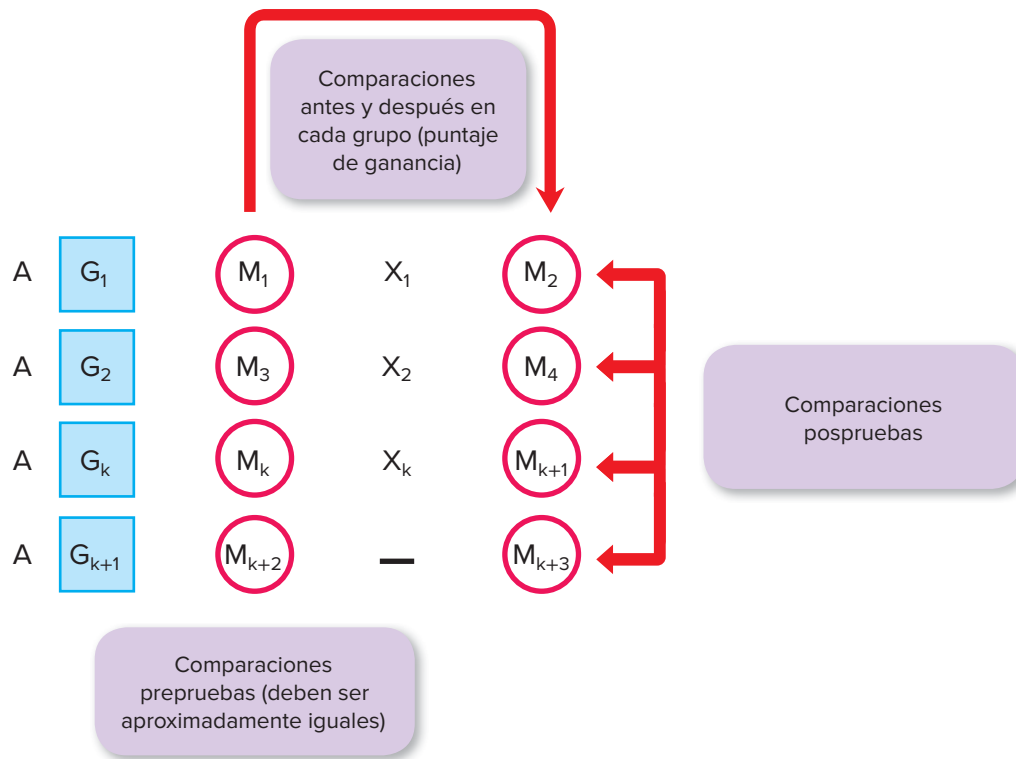 Comparaciones
antes y después en
cada grupo (puntaje
de ganancia)
A G₁ M₁ X₁ M₂
A G₂ M₃ X₂ M₄
A Gₖ Mₖ Xₖ Mₖ₊₁
A Gₖ₊₁ Mₖ₊₂ — Mₖ₊₃
Comparaciones
pospruebas
Comparaciones
prepruebas (deben ser
aproximadamente iguales)